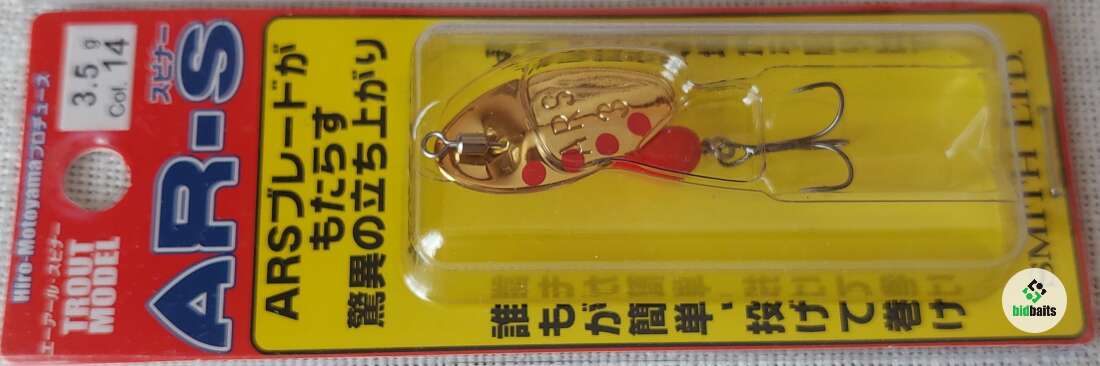 3.5g
Col. 14
Hiro-Motoyamaプロデュース
エーアール・スピナー
TROUT
MODEL
スピナー
AR-S
ARSブレードが
もたらす
驚異の立ち上がり
ARS
3
誰もが簡単、投げて巻け
SMITH LTD.
bidbaits